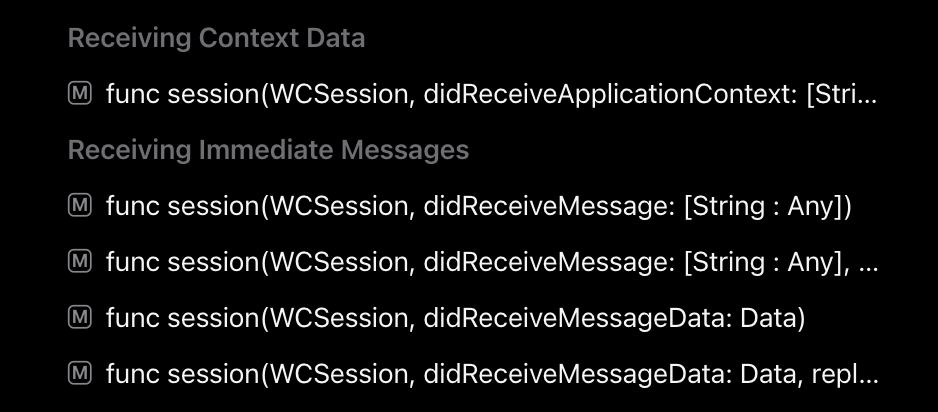 Receiving Context Data
M func session(WCSession, didReceiveApplicationContext: [Stri...
Receiving Immediate Messages
M func session(WCSession, didReceiveMessage: [String : Any])
M func session(WCSession, didReceiveMessage: [String : Any], ...
M func session(WCSession, didReceiveMessageData: Data)
M func session(WCSession, didReceiveMessageData: Data, repl...